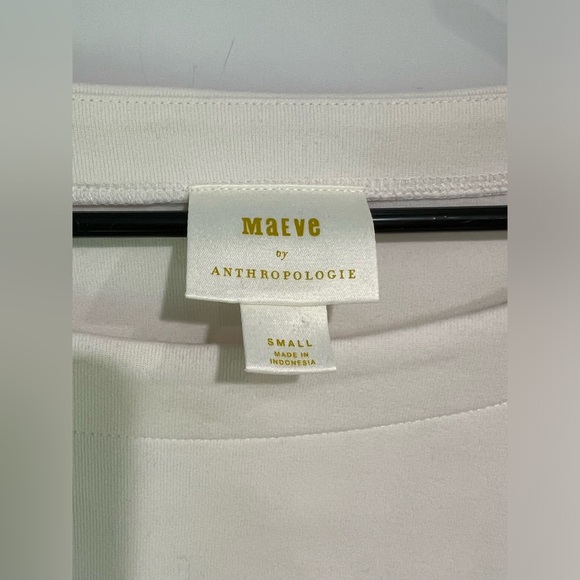 MaEVe
by
ANTHROPOLOGIE
SMALL
MADE IN
INDONESIA